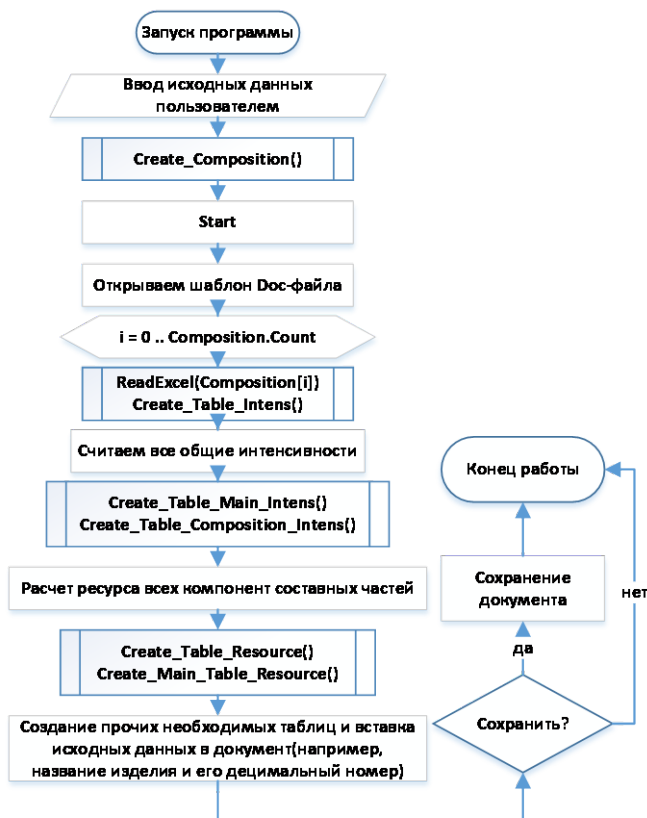 Запуск программы
Ввод исходных данных
пользователем
Create_Composition()
Start
Открываем шаблон Doc-файла
i = 0 .. Composition.Count
ReadExcel(Composition[i])
Create_Table_Intens()
Считаем все общие интенсивности
Create_Table_Main_Intens()
Create_Table_Composition_Intens()
Расчет ресурса всех компонент составных частей
Create_Table_Resource()
Create_Main_Table_Resource()
Создание прочих необходимых таблиц и вставка
исходных данных в документ(например,
название изделия и его децимальный номер)
Сохранить?
да
нет
Сохранение
документа
Конец работы